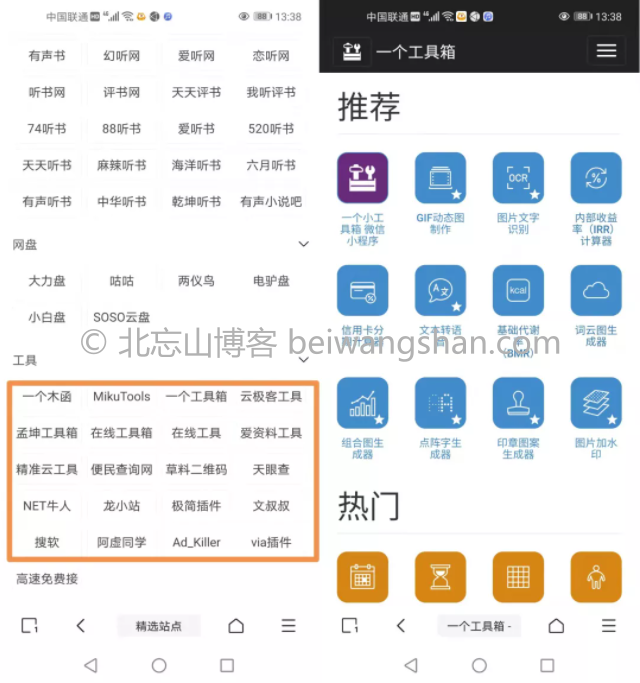 中国联通 HD 4G 88 13:38
有声书 幻听网 爱听网 恋听网
听书网 评书网 天天评书 我听评书
74听书 88听书 爱听书 520听书
天天听书 麻辣听书 海洋听书 六月听书
有声听书 中华听书 乾坤听书 有声小说吧
网盘
大力盘 咕咕 两仪鸟 电驴盘
小白盘 SOSO云盘
工具
一个木函 MikuTools 一个工具箱 云极客工具
孟坤工具箱 在线工具箱 在线工具 爱资料工具
精准云工具 便民查询网 草料二维码 天眼查
NET牛人 龙小站 极简插件 文叔叔
搜软 阿虚同学 Ad_Killer via插件
高速免费接
精选站点
中国联通 HD 4G 88 13:38
一个工具箱
推荐
一个小工
具箱 微信
小程序
GIF动态图
制作
OCR
图片文字
识别
内部收益
率（IRR）
计算器
信用卡分
文本转语
kcal
基础代谢
率
（BMR）
词云图生
成器
组合图生
成器
点阵字生
成器
印章图案
生成器
图片加水
印
热门
一个工具箱 -
© 北忘山博客 beiwangshan.com